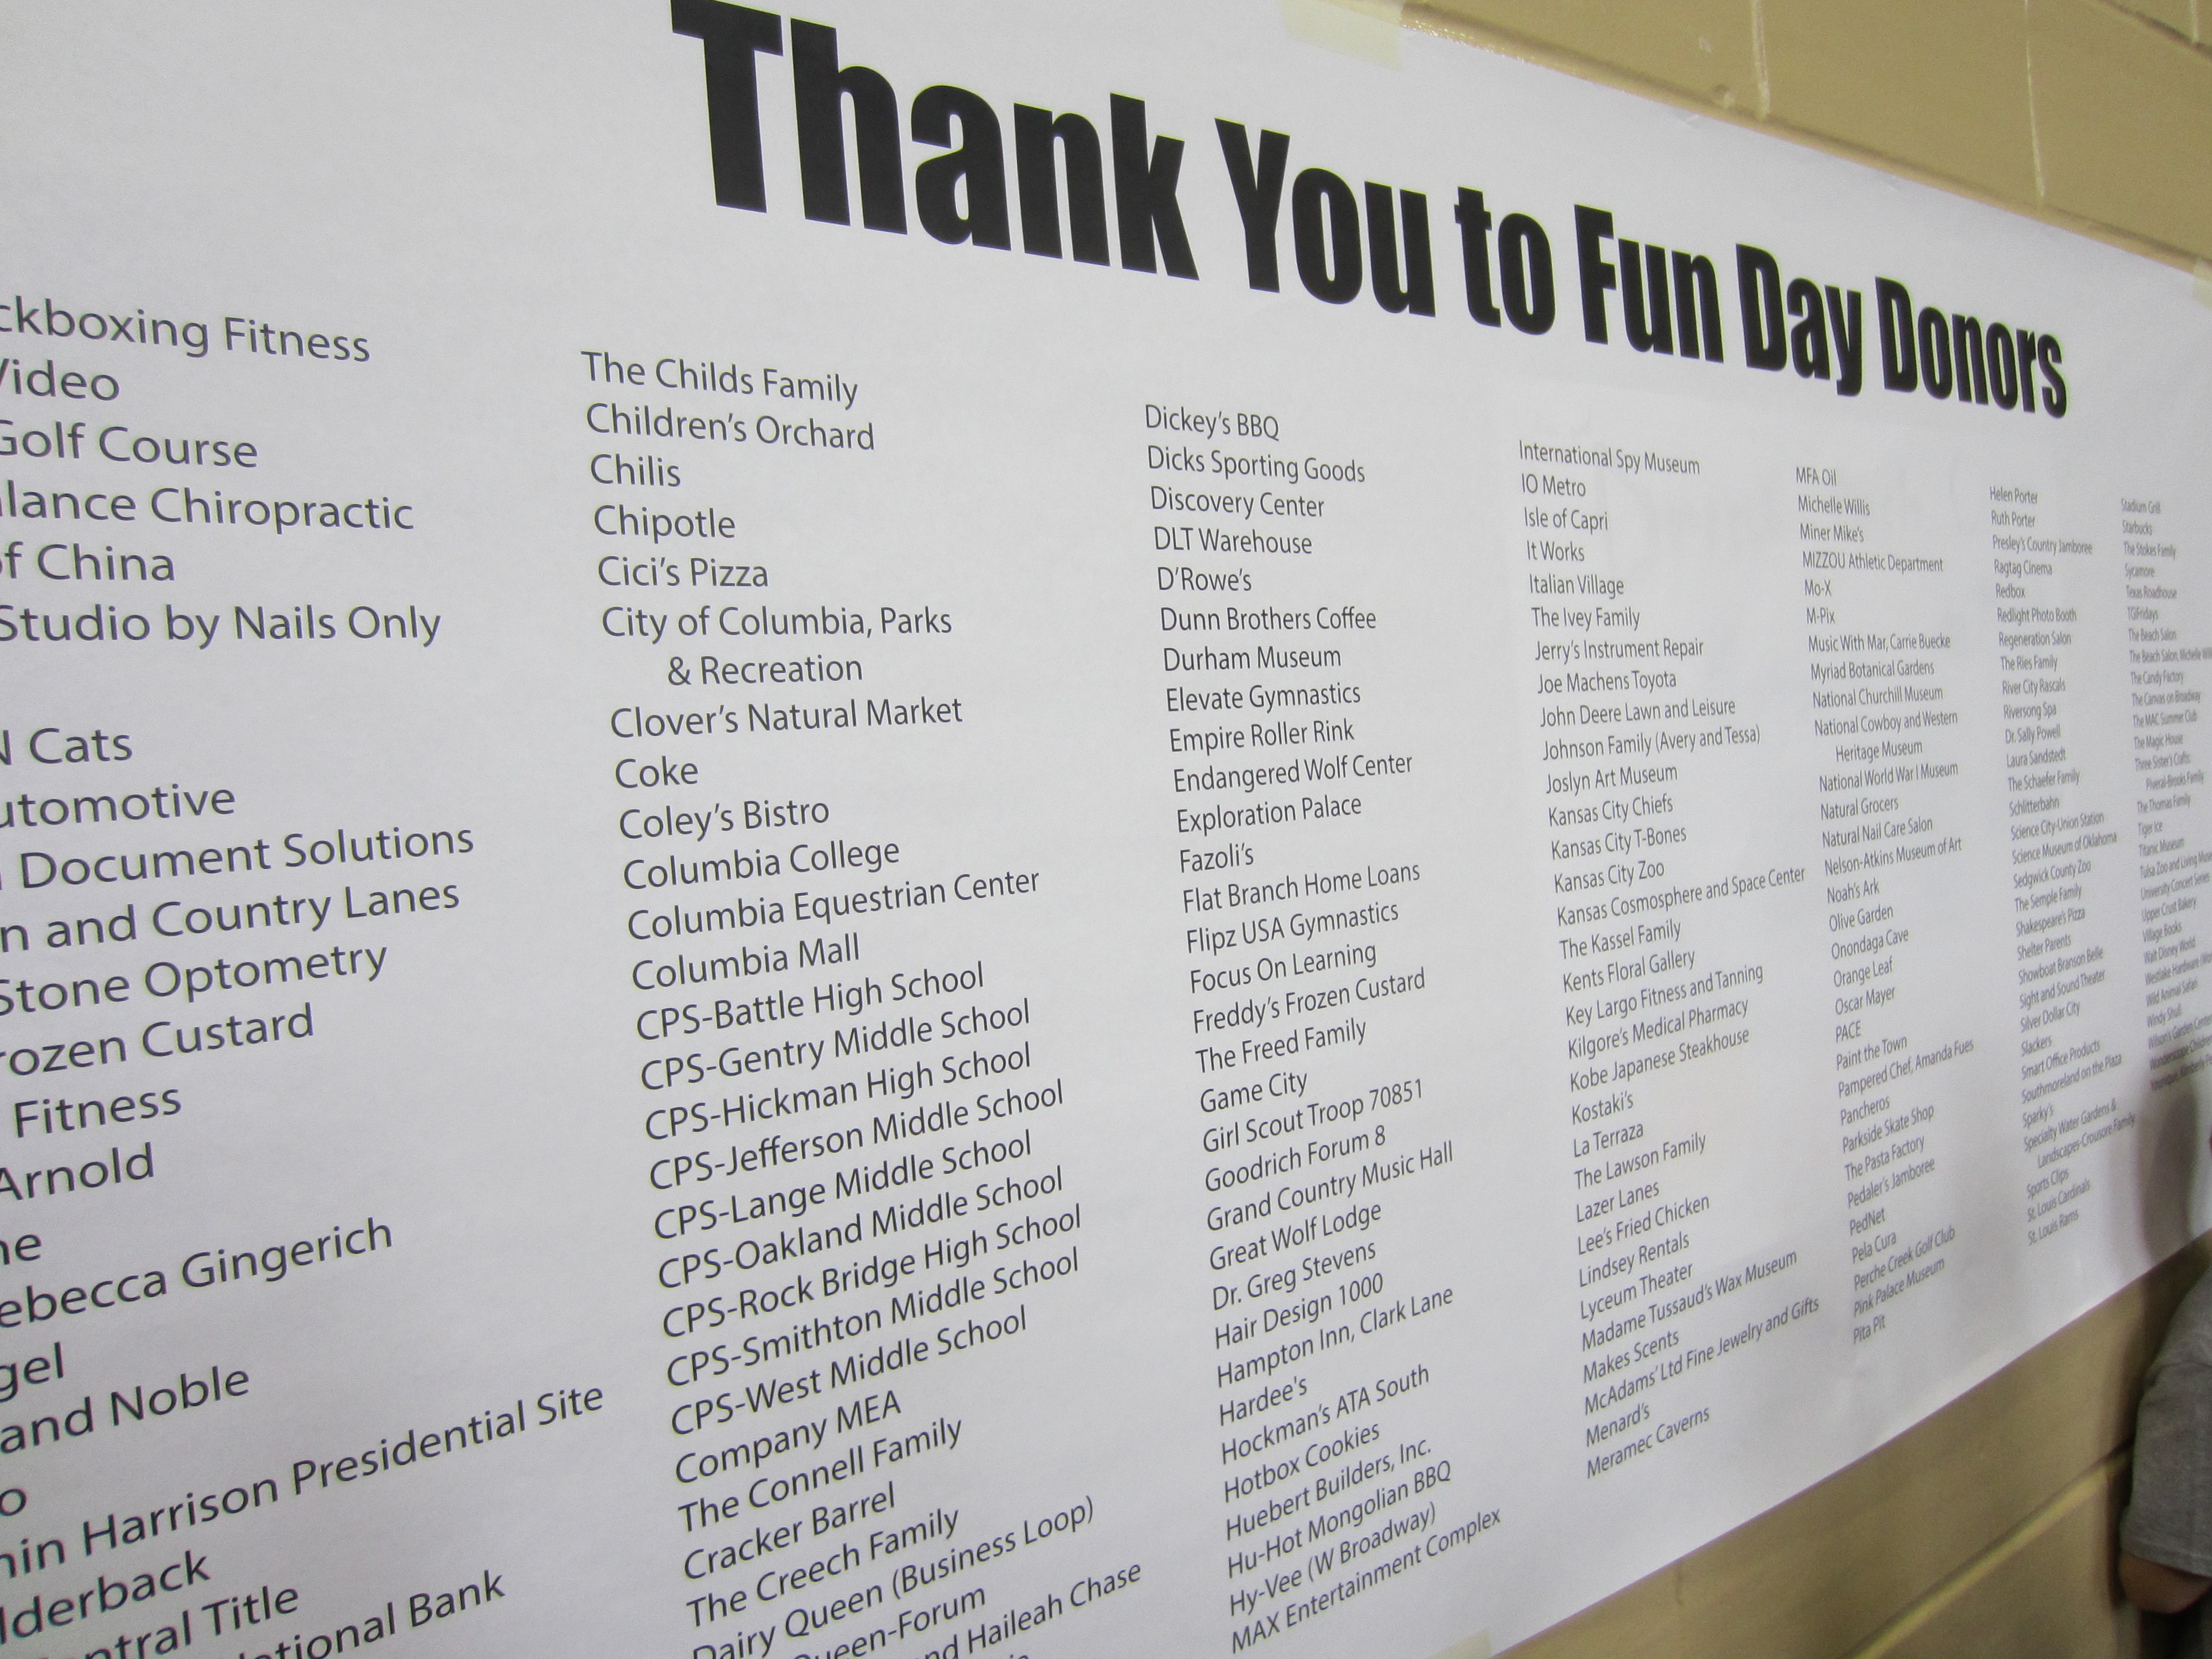 Thank You to Fun Day Donors
Fitness
Golf Course
Chiropractic
of China
Studio by Nails Only
Cats
Document Solutions
and Country Lanes
Stone Optometry
Custard
Fitness
Arnold
Gingerich
and Noble
Harrison Presidential Site
Title
Bank
The Childs Family
Children's Orchard
Chilis
Chipotle
Cici's Pizza
City of Columbia, Parks
& Recreation
Clover's Natural Market
Coke
Coley's Bistro
Columbia College
Columbia Equestrian Center
Columbia Mall
CPS-Battle High School
CPS-Gentry Middle School
CPS-Hickman High School
CPS-Jefferson Middle School
CPS-Lange Middle School
CPS-Oakland Middle School
CPS-Rock Bridge High School
CPS-Smithton Middle School
CPS-West Middle School
Company MEA
The Connell Family
Cracker Barrel
The Creech Family
Dairy Queen (Business Loop)
Queen-Forum
and Haileah Chase
Dickey's BBQ
Dicks Sporting Goods
Discovery Center
DLT Warehouse
D'Rowe's
Dunn Brothers Coffee
Durham Museum
Elevate Gymnastics
Empire Roller Rink
Endangered Wolf Center
Exploration Palace
Fazoli's
Flat Branch Home Loans
Flipz USA Gymnastics
Focus On Learning
Freddy's Frozen Custard
The Freed Family
Game City
Girl Scout Troop 70851
Goodrich Forum 8
Grand Country Music Hall
Great Wolf Lodge
Dr. Greg Stevens
Hair Design 1000
Hampton Inn, Clark Lane
Hardee's
Hockman's ATA South
Hotbox Cookies
Huebert Builders, Inc.
Hu-Hot Mongolian BBQ
Hy-Vee (W Broadway)
MAX Entertainment Complex
International Spy Museum
IO Metro
Isle of Capri
It Works
Italian Village
The Ivey Family
Jerry's Instrument Repair
Joe Machens Toyota
John Deere Lawn and Leisure
Johnson Family (Avery and Tessa)
Joslyn Art Museum
Kansas City Chiefs
Kansas City T-Bones
Kansas City Zoo
Kansas Cosmosphere and Space Center
The Kassel Family
Kents Floral Gallery
Key Largo Fitness and Tanning
Kilgore's Medical Pharmacy
Kobe Japanese Steakhouse
Kostaki's
La Terraza
The Lawson Family
Lazer Lanes
Lee's Fried Chicken
Lindsey Rentals
Lyceum Theater
Madame Tussaud's Wax Museum
Makes Scents
McAdams' Ltd Fine Jewelry and Gifts
Menard's
Meramec Caverns
MFA Oil
Michelle Willis
Miner Mike's
MIZZOU Athletic Department
Mo-X
M-Pix
Music With Mar, Carrie Buecke
Myriad Botanical Gardens
National Churchill Museum
National Cowboy and Western
Heritage Museum
National World War I Museum
Natural Grocers
Natural Nail Care Salon
Nelson-Atkins Museum of Art
Noah's Ark
Olive Garden
Onondaga Cave
Orange Leaf
Oscar Mayer
PACE
Paint the Town
Pampered Chef, Amanda Fues
Pancheros
Parkside Skate Shop
The Pasta Factory
Pedaler's Jamboree
PedNet
Pela Cura
Perche Creek Golf Club
Pink Palace Museum
Pita Pit
Helen Porter
Ruth Porter
Presley's Country Jamboree
Ragtag Cinema
Redbox
Redlight Photo Booth
Regeneration Salon
The Ries Family
River City Rascals
Riversong Spa
Dr. Sally Powell
Laura Sandstedt
The Schaefer Family
Schlitterbahn
Science City-Union Station
Science Museum of Oklahoma
Sedgwick County Zoo
The Semple Family
Shakespeare's Pizza
Shelter Parents
Showboat Branson Belle
Sight and Sound Theater
Silver Dollar City
Slackers
Smart Office Products
Southmoreland on the Plaza
Sparky's
Specialty Water Gardens &
Landscapes-Crousore Family
Sports Clips
St. Louis Cardinals
St. Louis Rams
Stadium Grill
Starbucks
The Stokes Family
Sycamore
Texas Roadhouse
TGIFridays
The Beach Salon
The Beach Salon, Michelle
The Candy Factory
The Canvas on Broadway
The MAC Summer Club
The Magic House
Three Sister's Crafts
Family
The Thomas Family
Tiger Ice
Titanic Museum
Tulsa Zoo and Living
University Concert Series
Upper Crust Bakery
Village Books
Walt Disney World
Westlake Hardware
Wild Animal Safari
Windy Shull
Wilson's Garden Center